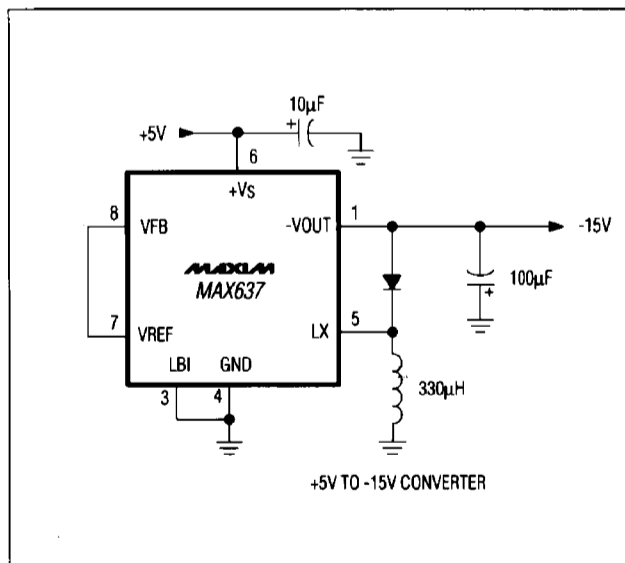 10µF
+5V
+
6
+VS
8
VFB
-VOUT
1
-15V
MAXIM
MAX637
100µF
+
7
VREF
LX
5
LBI
GND
3
4
330µH
+5V TO -15V CONVERTER